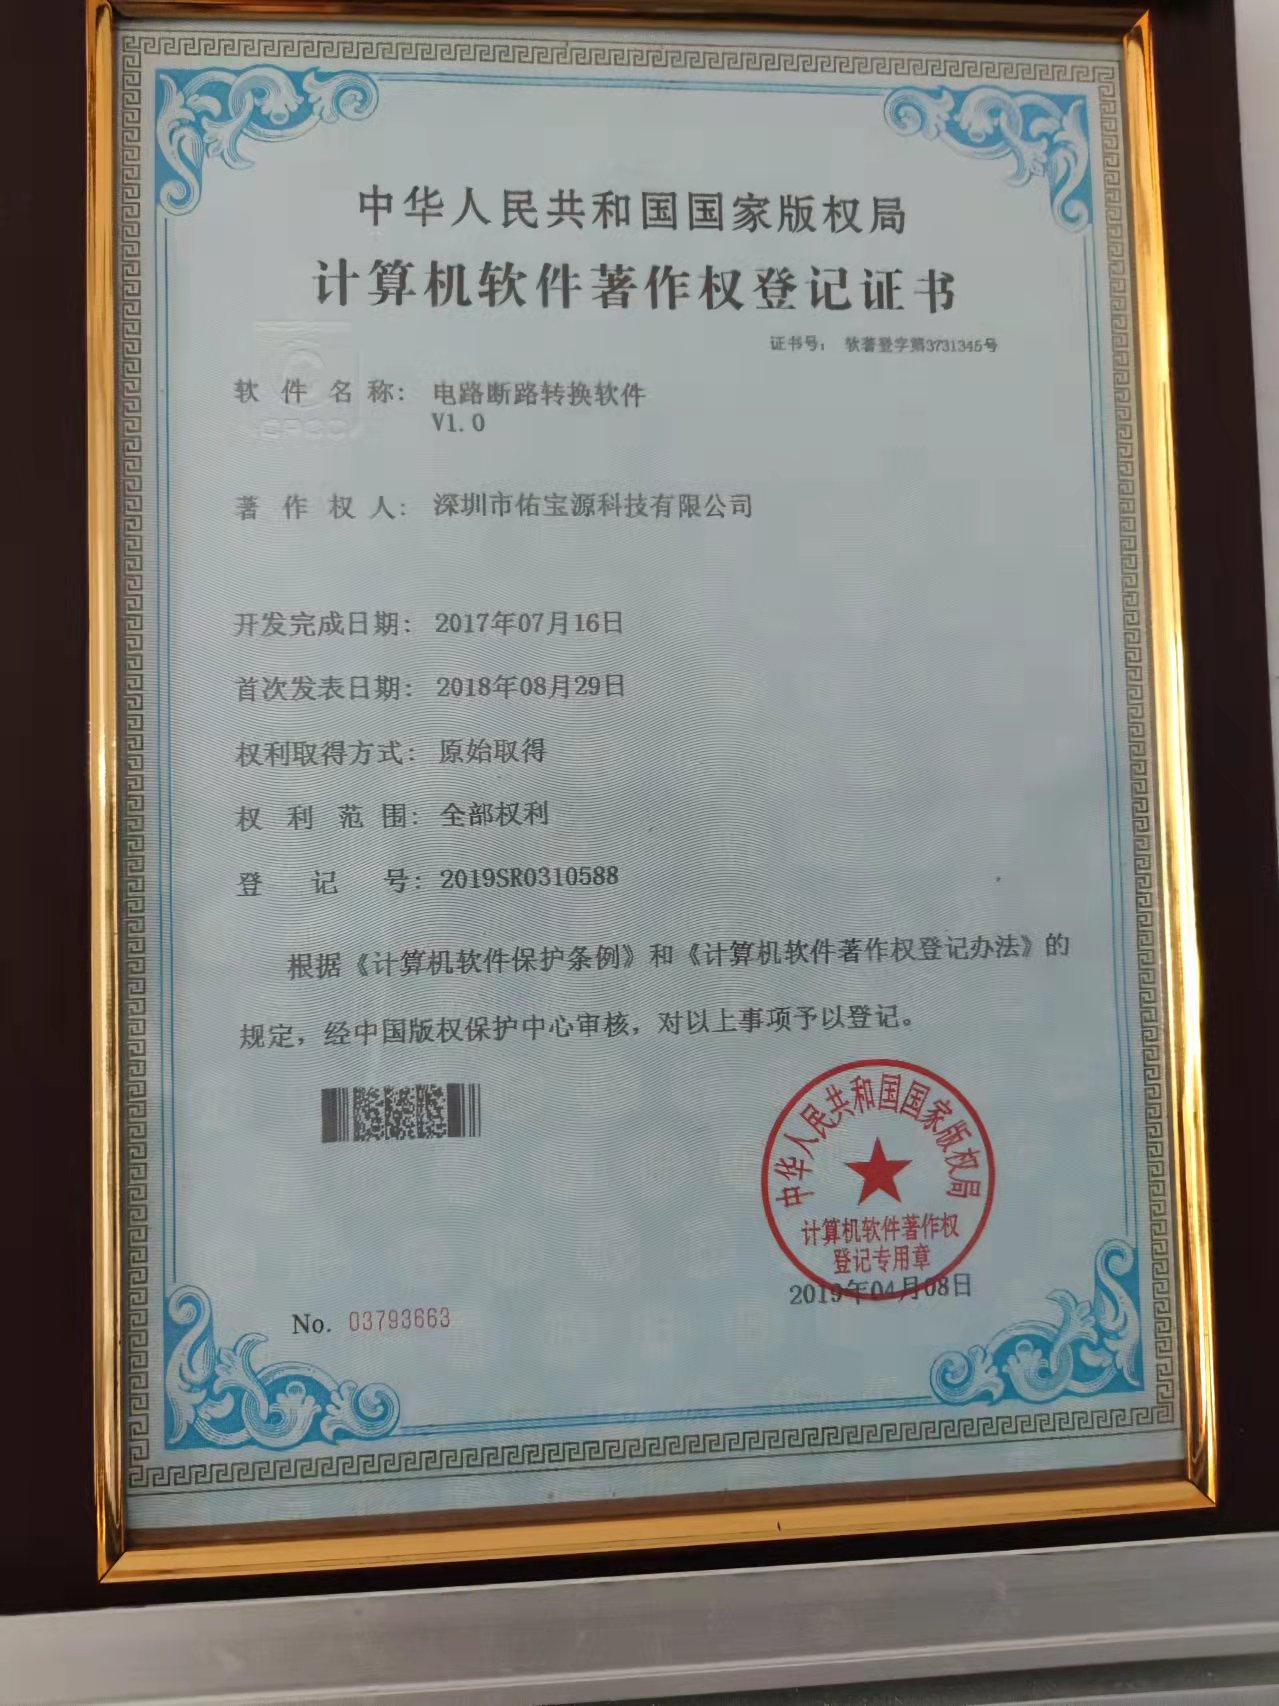 中华人民共和国国家版权局
计算机软件著作权登记证书
证书号： 软著登字第3731345号
软件名称： 电路断路转换软件
V1.0
著作权人： 深圳市佑宝源科技有限公司
开发完成日期： 2017年07月16日
首次发表日期： 2018年08月29日
权利取得方式： 原始取得
权利范围： 全部权利
登记号： 2019SR0310588
根据《计算机软件保护条例》和《计算机软件著作权登记办法》的
规定，经中国版权保护中心审核，对以上事项予以登记。
中华人民共和国国家版权局
计算机软件著作权
登记专用章
2019年04月08日
No. 03793663